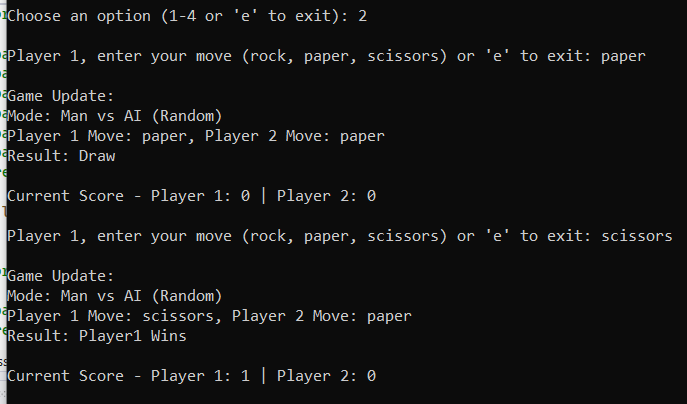 Choose an option (1-4 or 'e' to exit): 2
Player 1, enter your move (rock, paper, scissors) or 'e' to exit: paper
Game Update:
Mode: Man vs AI (Random)
Player 1 Move: paper, Player 2 Move: paper
Result: Draw
Current Score - Player 1: 0 | Player 2: 0
Player 1, enter your move (rock, paper, scissors) or 'e' to exit: scissors
Game Update:
Mode: Man vs AI (Random)
Player 1 Move: scissors, Player 2 Move: paper
Result: Player1 Wins
Current Score - Player 1: 1 | Player 2: 0